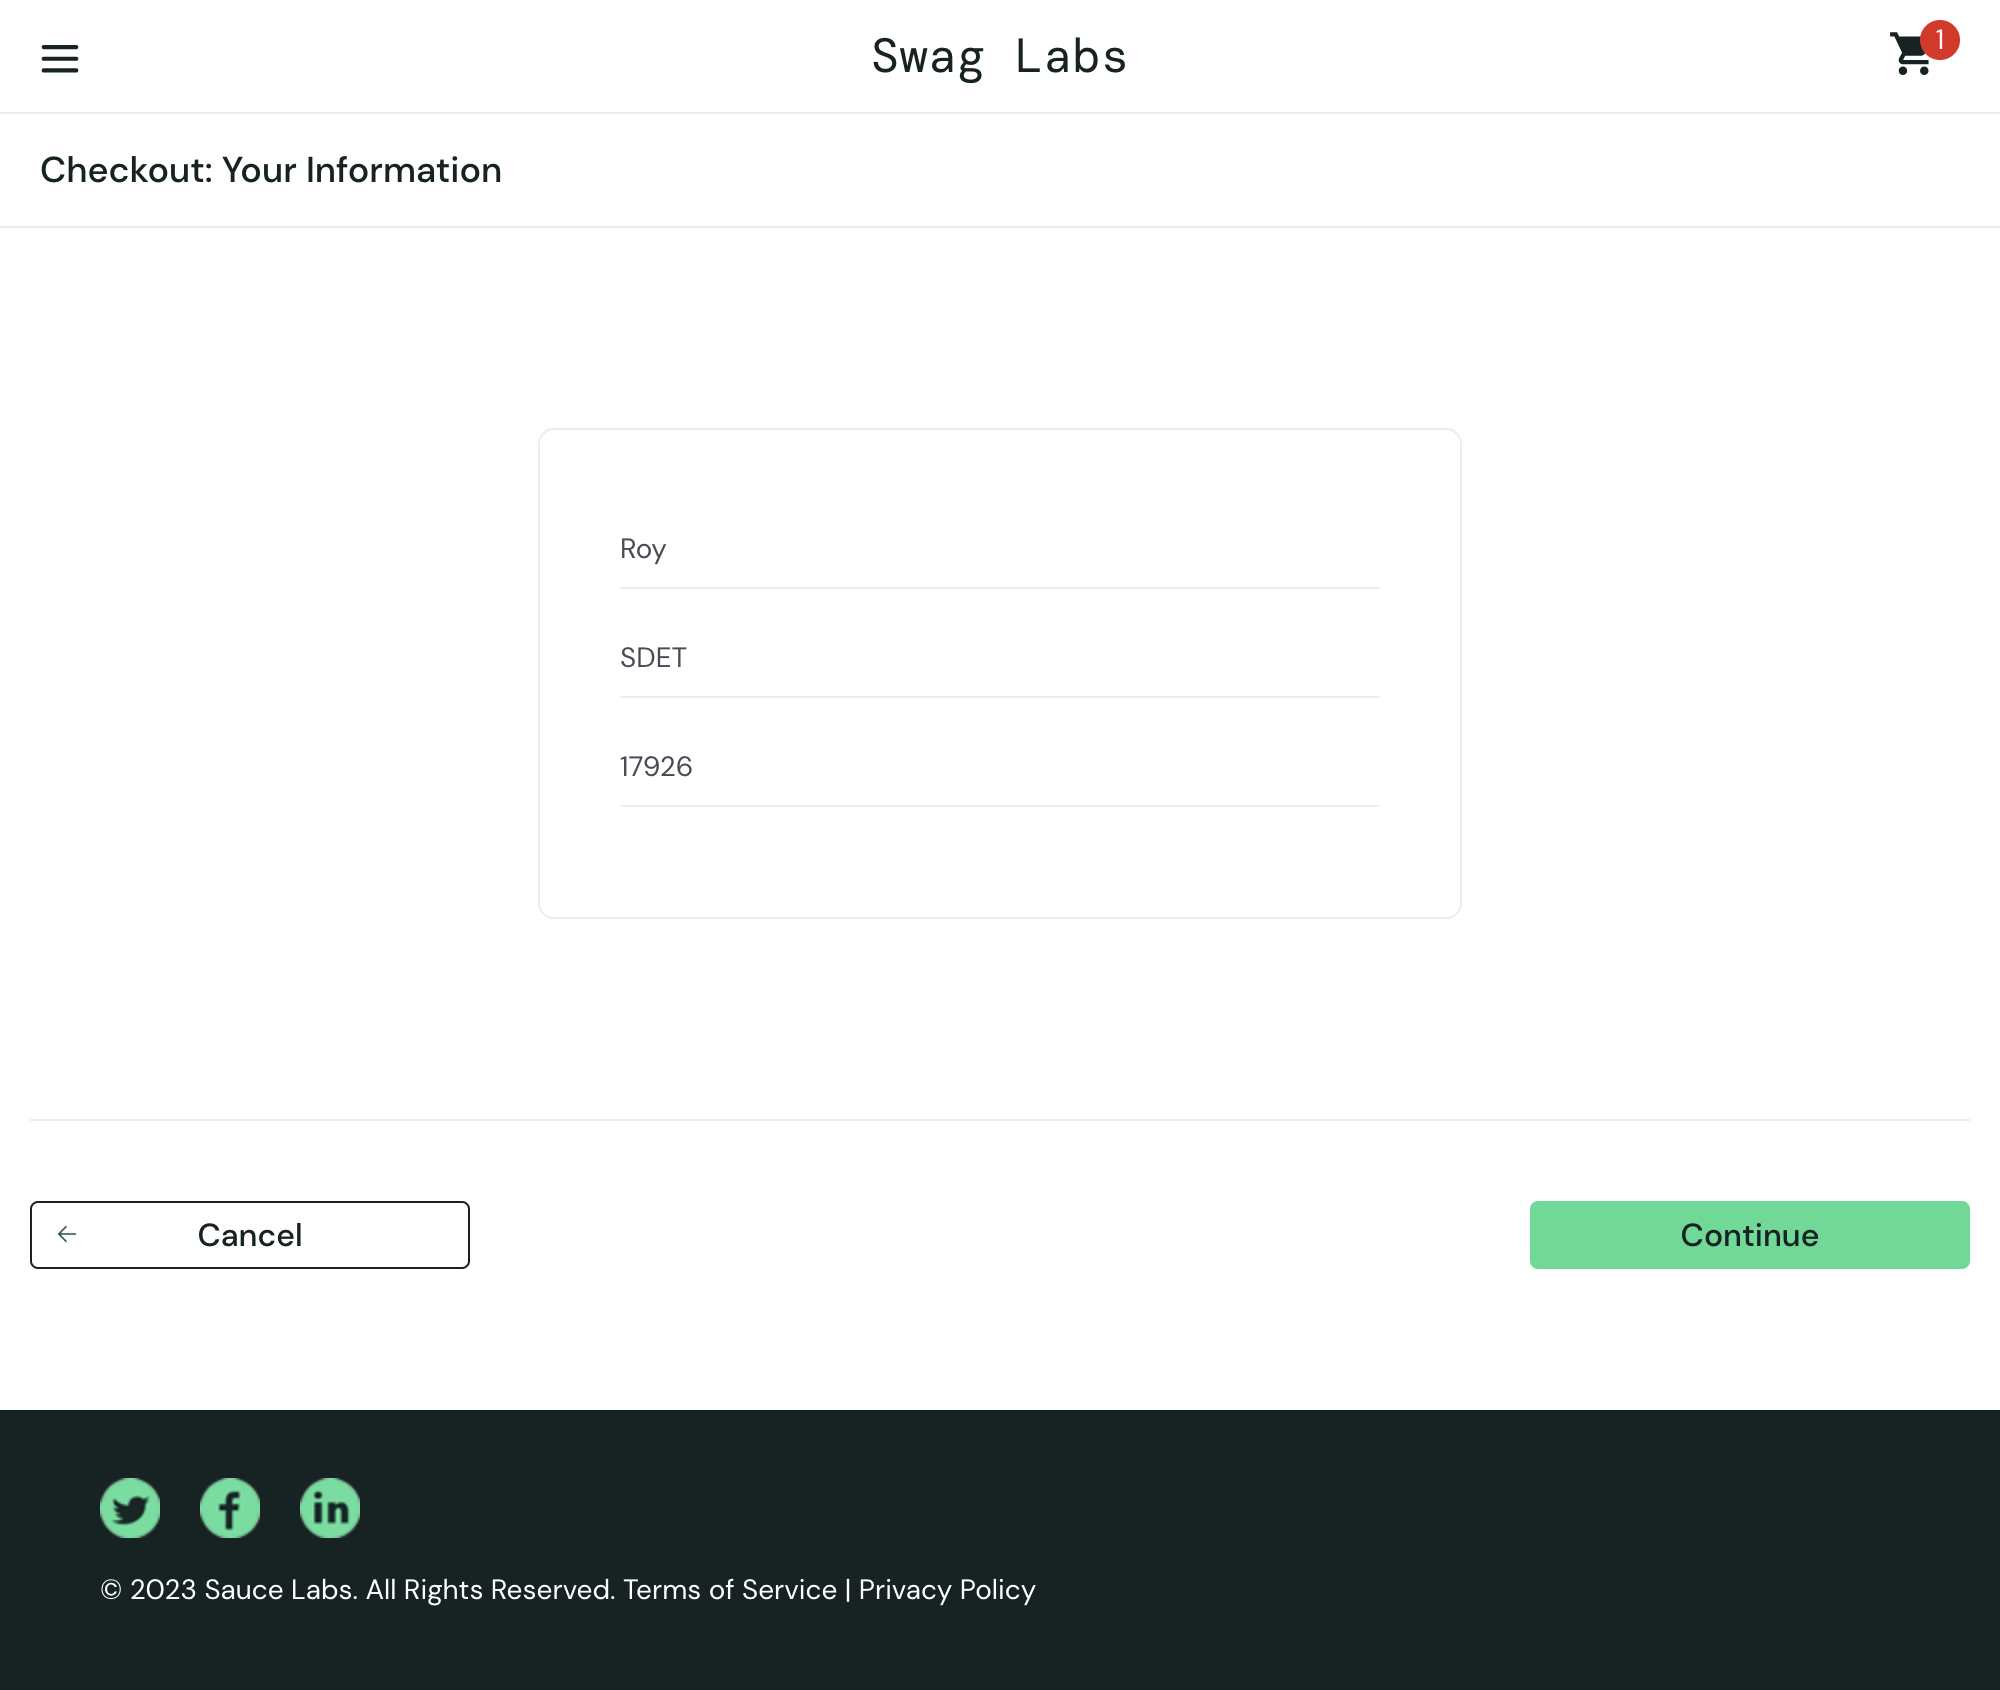 Swag Labs
1
Checkout: Your Information
Roy
SDET
17926
Cancel
Continue
© 2023 Sauce Labs. All Rights Reserved. Terms of Service | Privacy Policy